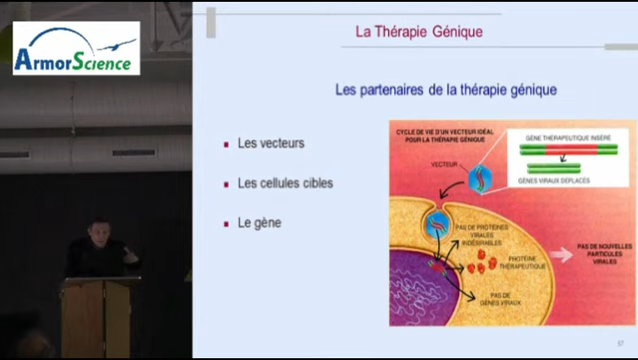 ArmorScience
La Thérapie Génique
Les partenaires de la thérapie génique
Les vecteurs
Les cellules cibles
Le gène
CYCLE DE VIE D'UN VECTEUR IDÉAL
POUR LA THÉRAPIE GÉNIQUE
GÈNE THÉRAPEUTIQUE INSÉRÉ
GÈNES VIRAUX DÉPLACÉS
VECTEUR
PAS DE PROTÉINES
VIRALES
INDÉSIRABLES
PROTÉINE
THÉRAPEUTIQUE
PAS DE
GÈNES VIRAUX
PAS DE NOUVELLES
PARTICULES
VIRALES
37